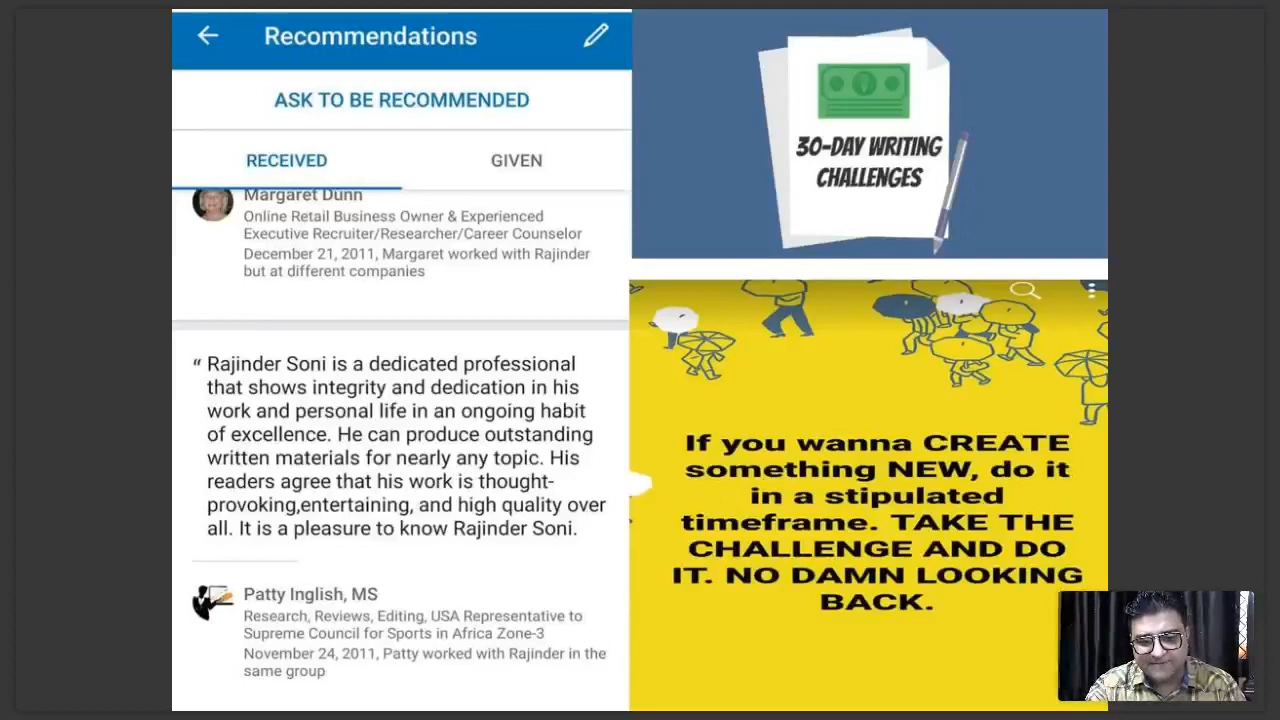 Recommendations
ASK TO BE RECOMMENDED
RECEIVED
GIVEN
Margaret Dunn
Online Retail Business Owner & Experienced
Executive Recruiter/Researcher/Career Counselor
December 21, 2011, Margaret worked with Rajinder
but at different companies
“ Rajinder Soni is a dedicated professional
that shows integrity and dedication in his
work and personal life in an ongoing habit
of excellence. He can produce outstanding
written materials for nearly any topic. His
readers agree that his work is thought-
provoking,entertaining, and high quality over
all. It is a pleasure to know Rajinder Soni.
Patty Inglish, MS
Research, Reviews, Editing, USA Representative to
Supreme Council for Sports in Africa Zone-3
November 24, 2011, Patty worked with Rajinder in the
same group
30-DAY WRITING
CHALLENGES
If you wanna CREATE
something NEW, do it
in a stipulated
timeframe. TAKE THE
CHALLENGE AND DO
IT. NO DAMN LOOKING
BACK.